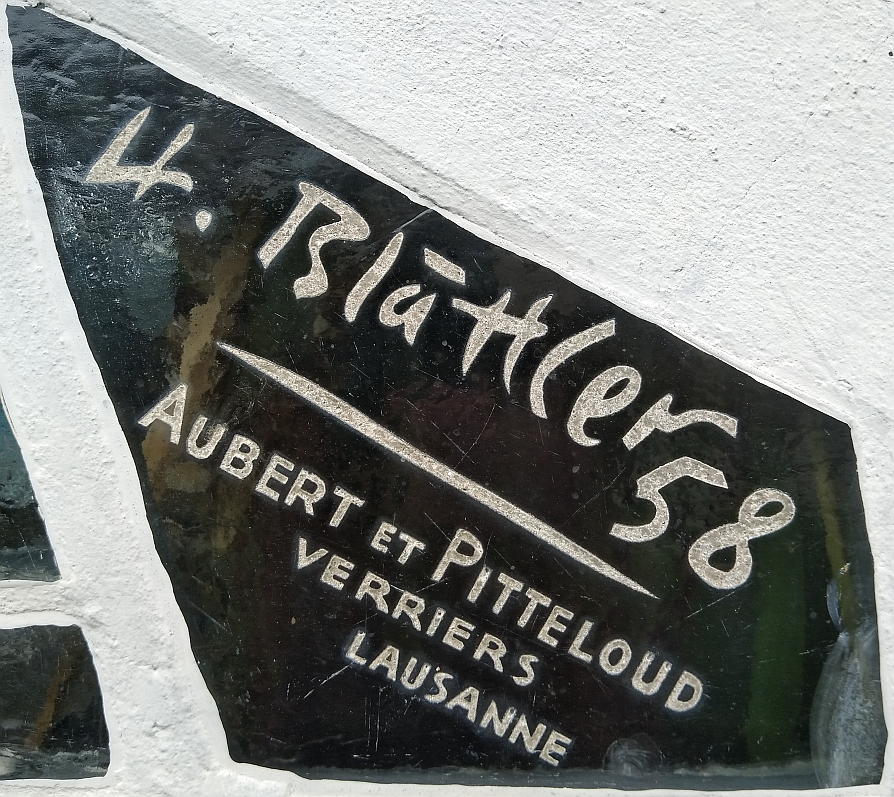 H. Blättler 58
AUBERT ET PITTELOUD
VERRIERS
LAUSANNE